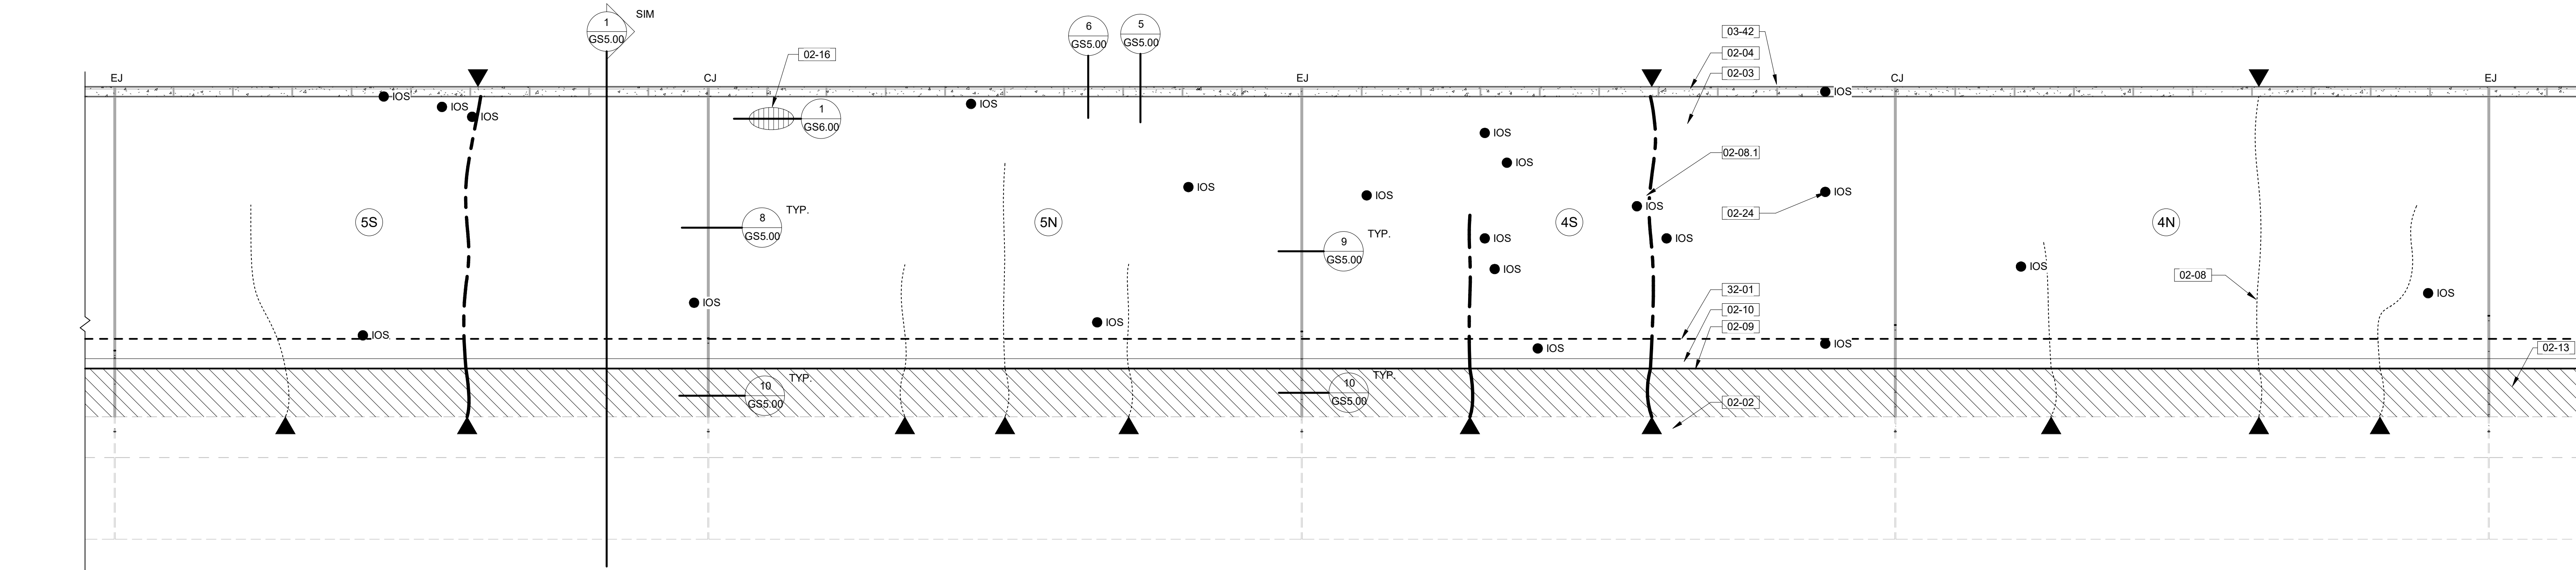 1
GS5.00
SIM
6
GS5.00
5
GS5.00
03-42
02-16
02-04
02-03
EJ
CJ
EJ
CJ
EJ
IOS
IOS
IOS
IOS
IOS
1
GS6.00
IOS
IOS
02-08.1
IOS
IOS
02-24
IOS
IOS
5S
8
GS5.00
TYP.
5N
9
GS5.00
TYP.
4S
4N
IOS
IOS
IOS
IOS
02-08
32-01
IOS
IOS
02-10
IOS
02-09
IOS
IOS
IOS
02-13
10
GS5.00
TYP.
10
GS5.00
TYP.
02-02